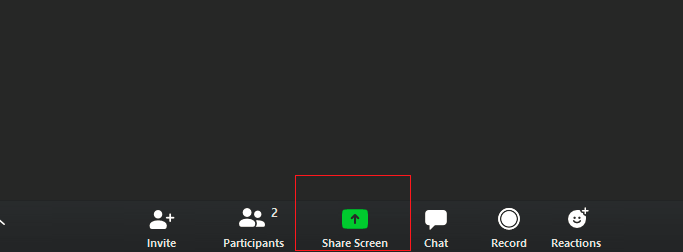 2
Invite
Participants
Share Screen
Chat
Record
Reactions